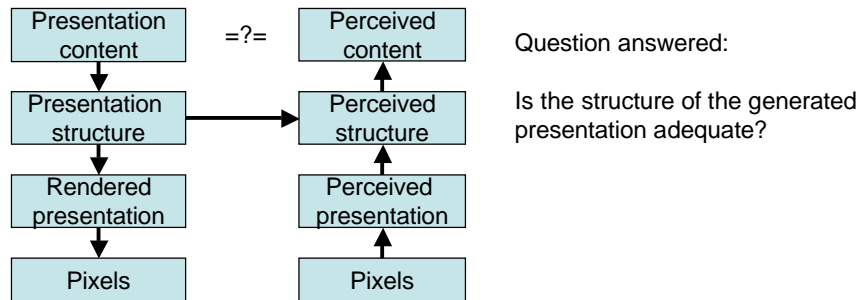 Presentation
content
=?=
Perceived
content
Question answered:
Presentation
structure
Perceived
structure
Is the structure of the generated
presentation adequate?
Rendered
presentation
Perceived
presentation
Pixels
Pixels